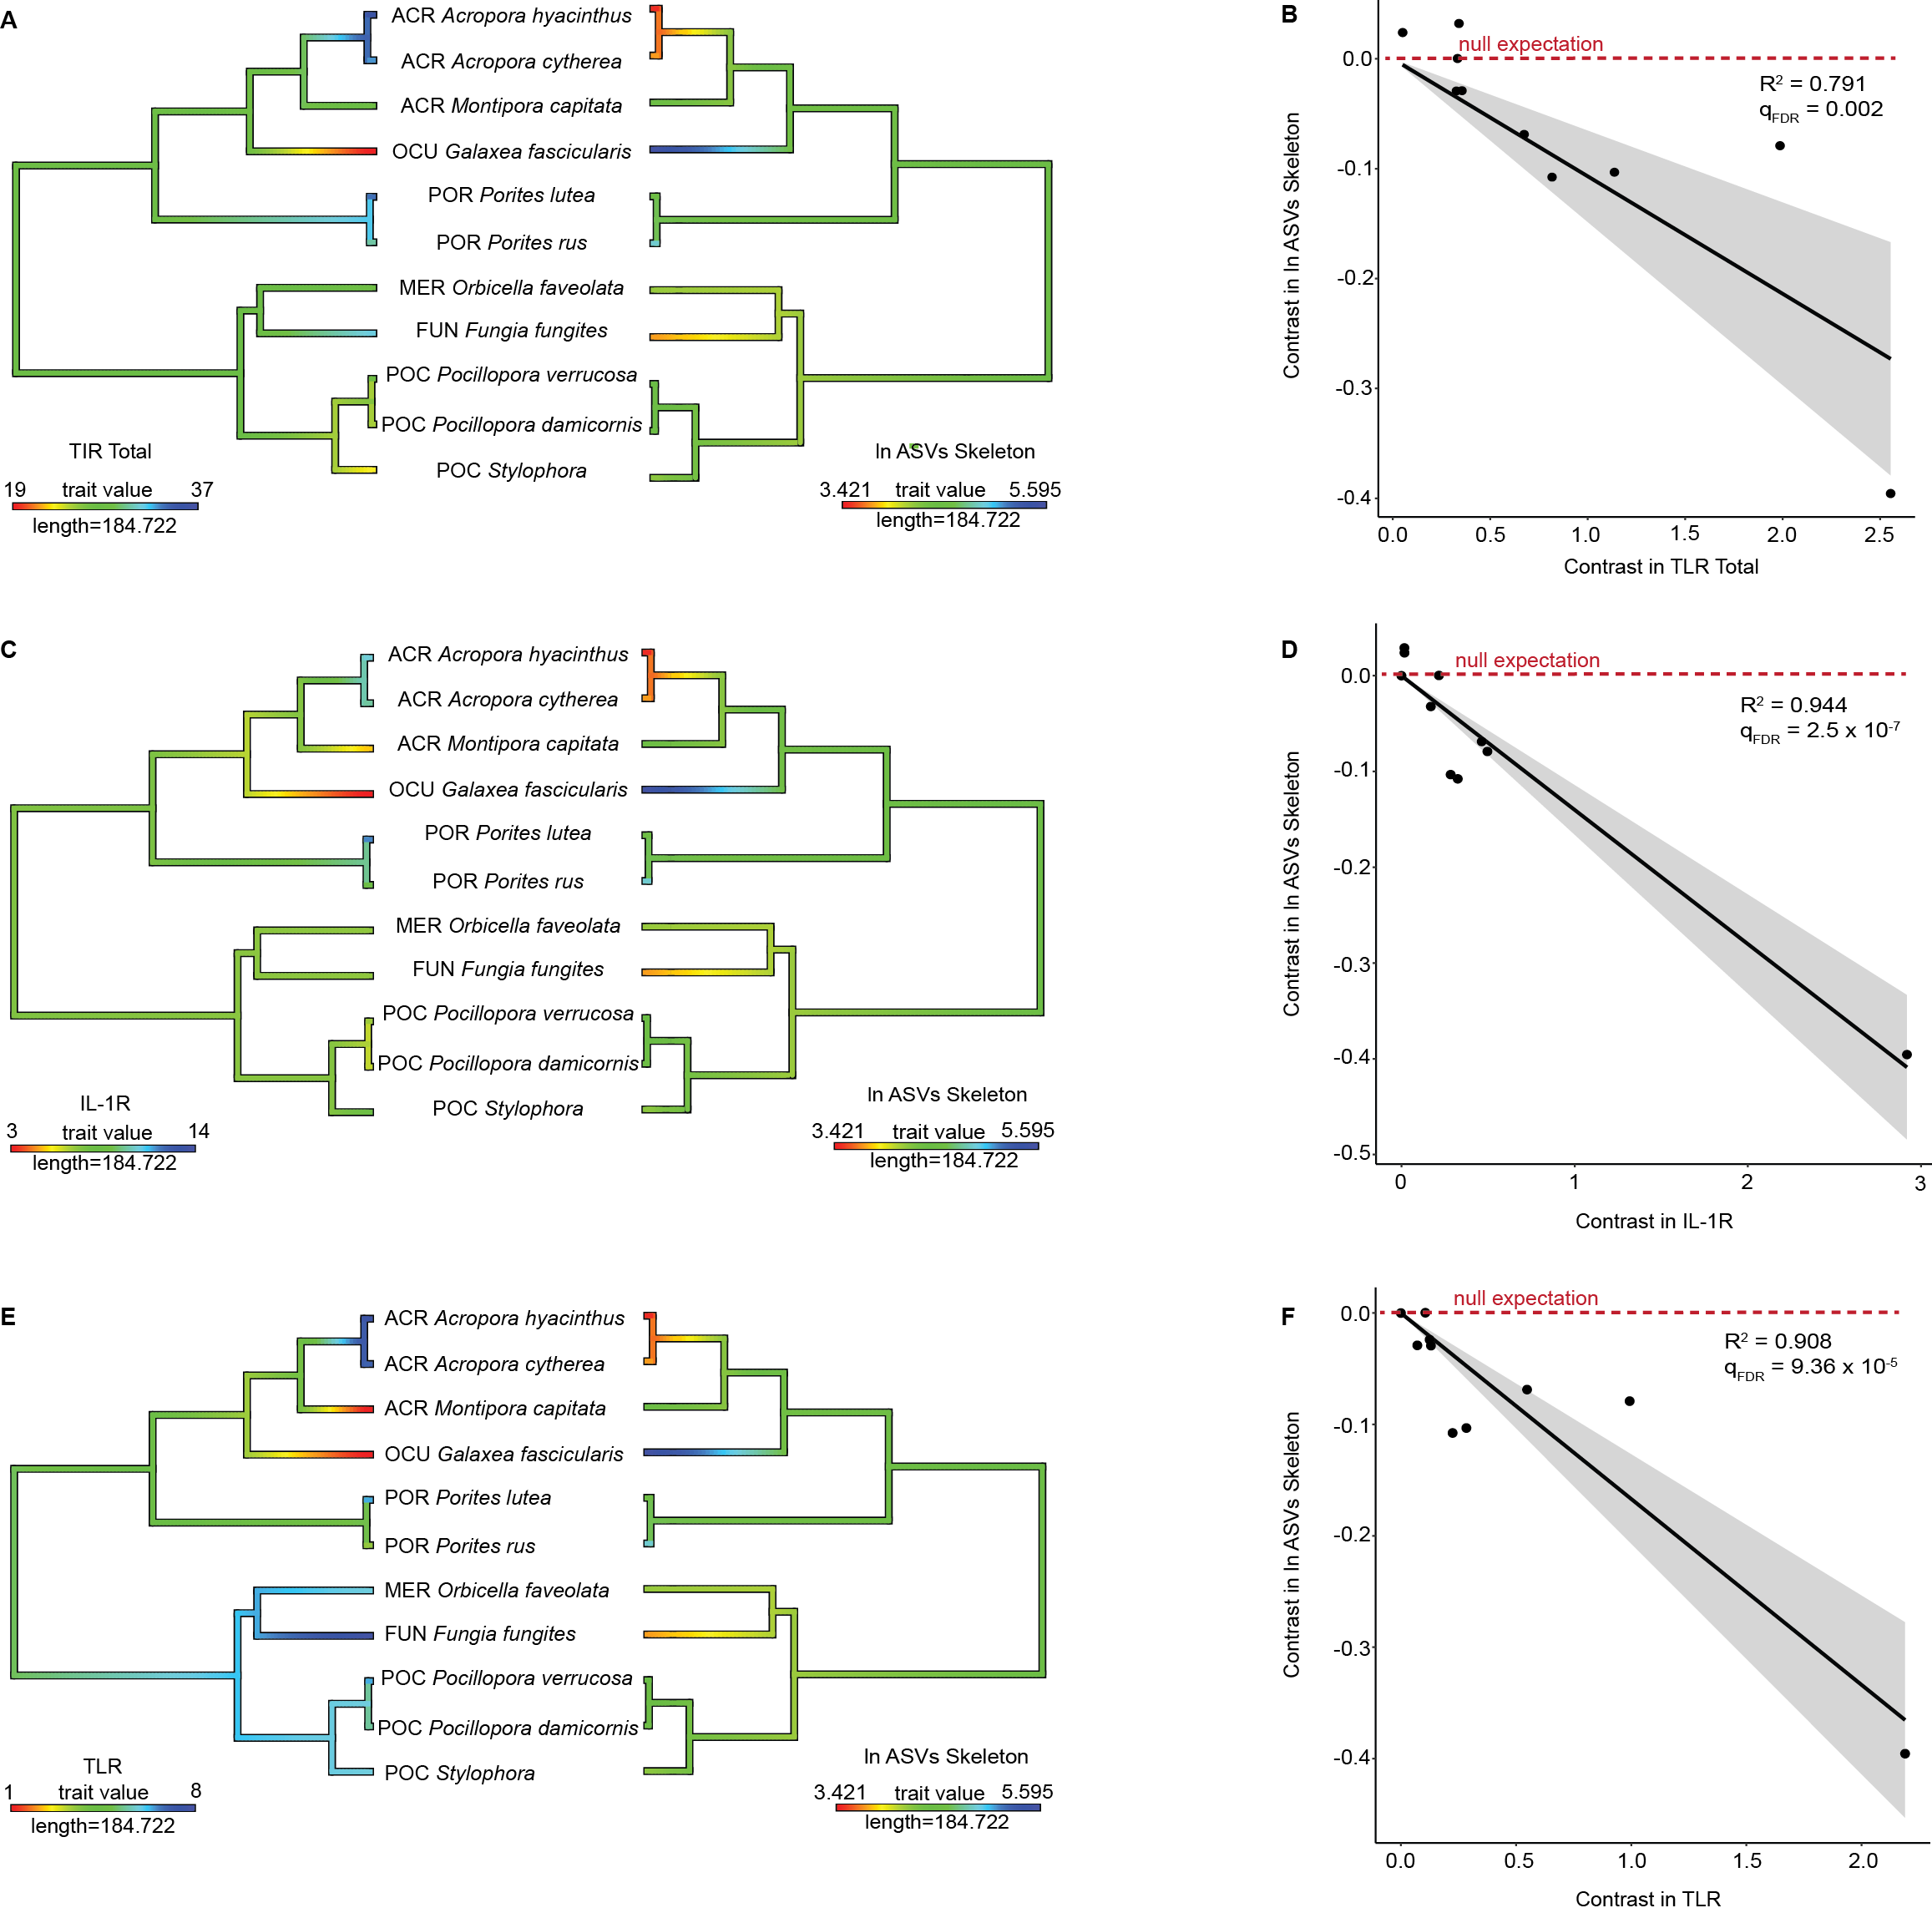 A
ACR Acropora hyacinthus
ACR Acropora cytherea
ACR Montipora capitata
OCU Galaxea fascicularis
POR Porites lutea
POR Porites rus
MER Orbicella faveolata
FUN Fungia fungites
POC Pocillopora verrucosa
POC Pocillopora damicornis
POC Stylophora
TIR Total
19 trait value 37
length=184.722
ln ASVs Skeleton
3.421 trait value 5.595
length=184.722
B
null expectation
R² = 0.791
qFDR = 0.002
0.0
-0.1
-0.2
-0.3
-0.4
Contrast in ln ASVs Skeleton
0.0 0.5 1.0 1.5 2.0 2.5
Contrast in TLR Total
C
ACR Acropora hyacinthus
ACR Acropora cytherea
ACR Montipora capitata
OCU Galaxea fascicularis
POR Porites lutea
POR Porites rus
MER Orbicella faveolata
FUN Fungia fungites
POC Pocillopora verrucosa
POC Pocillopora damicornis
POC Stylophora
IL-1R
3 trait value 14
length=184.722
ln ASVs Skeleton
3.421 trait value 5.595
length=184.722
D
null expectation
R² = 0.944
qFDR = 2.5 x 10⁻⁷
0.0
-0.1
-0.2
-0.3
-0.4
-0.5
Contrast in ln ASVs Skeleton
0 1 2 3
Contrast in IL-1R
E
ACR Acropora hyacinthus
ACR Acropora cytherea
ACR Montipora capitata
OCU Galaxea fascicularis
POR Porites lutea
POR Porites rus
MER Orbicella faveolata
FUN Fungia fungites
POC Pocillopora verrucosa
POC Pocillopora damicornis
POC Stylophora
TLR
1 trait value 8
length=184.722
ln ASVs Skeleton
3.421 trait value 5.595
length=184.722
F
null expectation
R² = 0.908
qFDR = 9.36 x 10⁻⁵
0.0
-0.1
-0.2
-0.3
-0.4
Contrast in ln ASVs Skeleton
0.0 0.5 1.0 1.5 2.0
Contrast in TLR